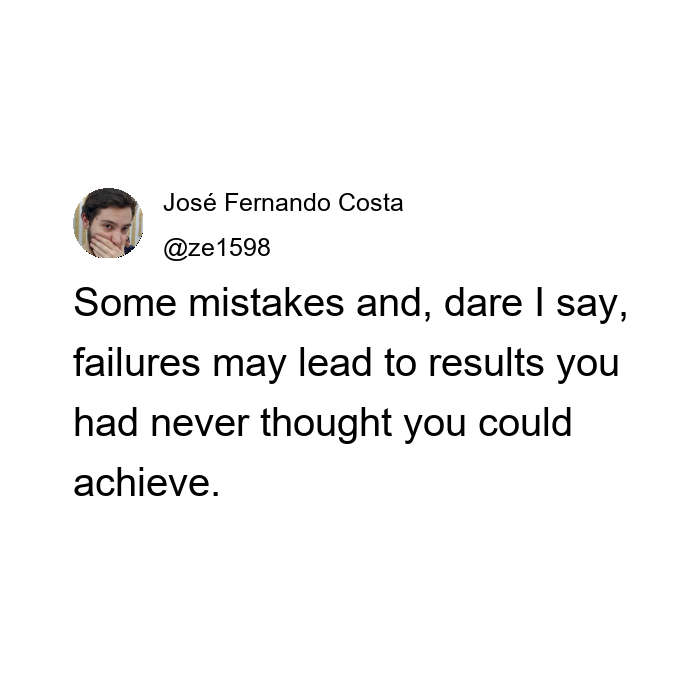 José Fernando Costa
@ze1598
Some mistakes and, dare I say,
failures may lead to results you
had never thought you could
achieve.